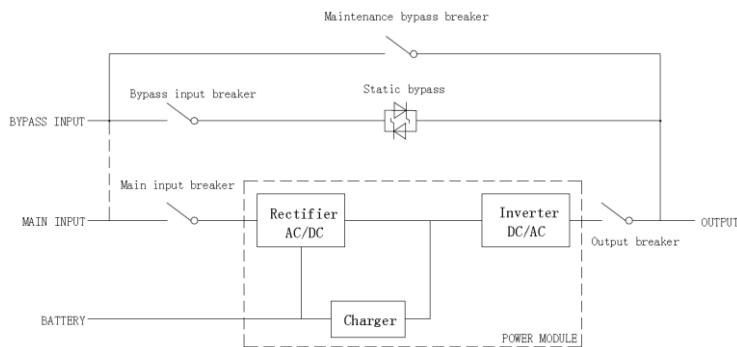 Maintenance bypass breaker
Bypass input breaker
Static bypass
BYPASS INPUT
Main input breaker
MAIN INPUT
Rectifier
AC/DC
Inverter
DC/AC
OUTPUT
Output breaker
BATTERY
Charger
POWER MODULE